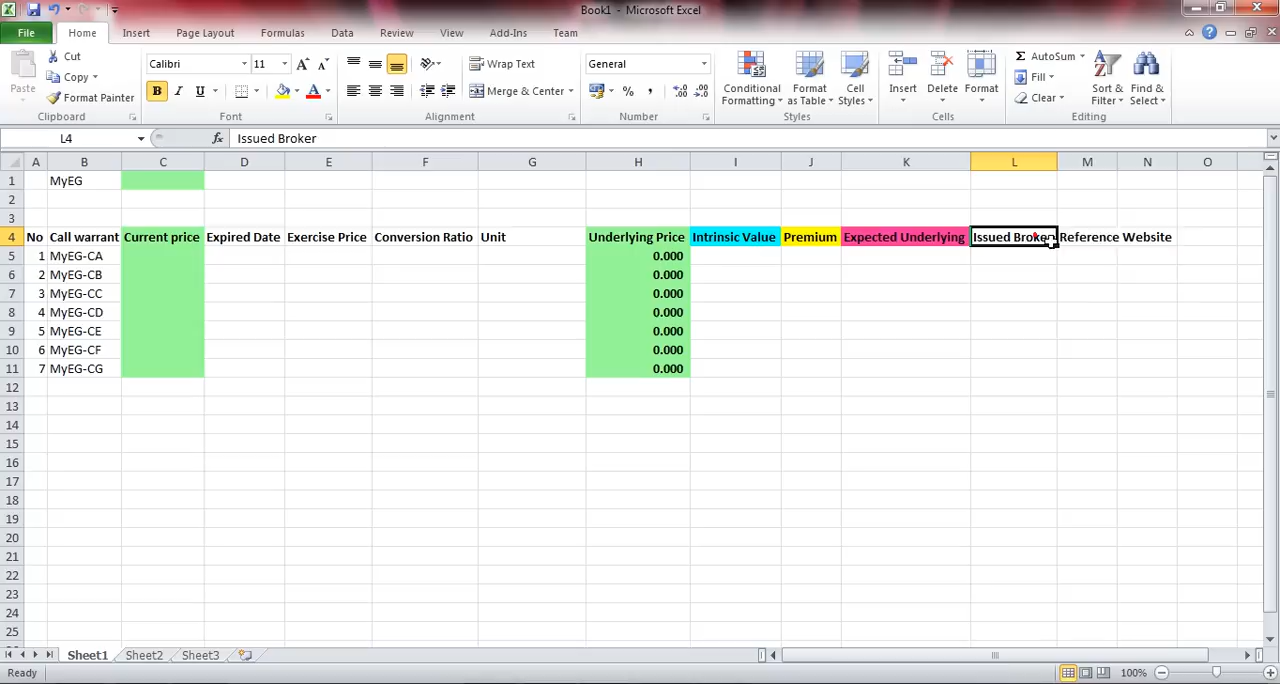 Book1 - Microsoft Excel
File Home Insert Page Layout Formulas Data Review View Add-Ins Team
Paste
Cut
Copy
Format Painter
Clipboard
Calibri 11
B I U
Font
Wrap Text
Merge & Center
Alignment
General
Number
Conditional Formatting
Format as Table
Cell Styles
Styles
Insert
Delete
Format
Cells
AutoSum
Fill
Clear
Sort & Filter
Find & Select
Editing
L4 fx Issued Broker
A B C D E F G H I J K L M N O
1 MyEG
2
3
4 No Call warrant Current price Expired Date Exercise Price Conversion Ratio Unit Underlying Price Intrinsic Value Premium Expected Underlying Issued Broker Reference Website
5 1 MyEG-CA 0.000
6 2 MyEG-CB 0.000
7 3 MyEG-CC 0.000
8 4 MyEG-CD 0.000
9 5 MyEG-CE 0.000
10 6 MyEG-CF 0.000
11 7 MyEG-CG 0.000
12
13
14
15
16
17
18
19
20
21
22
23
24
25
Sheet1 Sheet2 Sheet3
Ready 100%